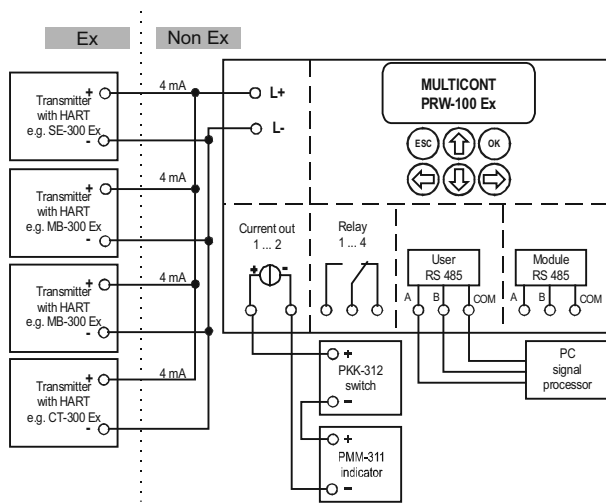 Ex
Non Ex
+
4 mA
Transmitter
with HART
e.g. SE-300 Ex
-
+
4 mA
Transmitter
with HART
e.g. MB-300 Ex
-
+
4 mA
Transmitter
with HART
e.g. MB-300 Ex
-
+
4 mA
Transmitter
with HART
e.g. CT-300 Ex
-
L+
L-
MULTICONT
PRW-100 Ex
ESC
OK
Current out
1 ... 2
+ -
Relay
1 ... 4
User
RS 485
A B COM
Module
RS 485
A B COM
+
PKK-312
switch
-
+
PMM-311
indicator
-
PC
signal
processor